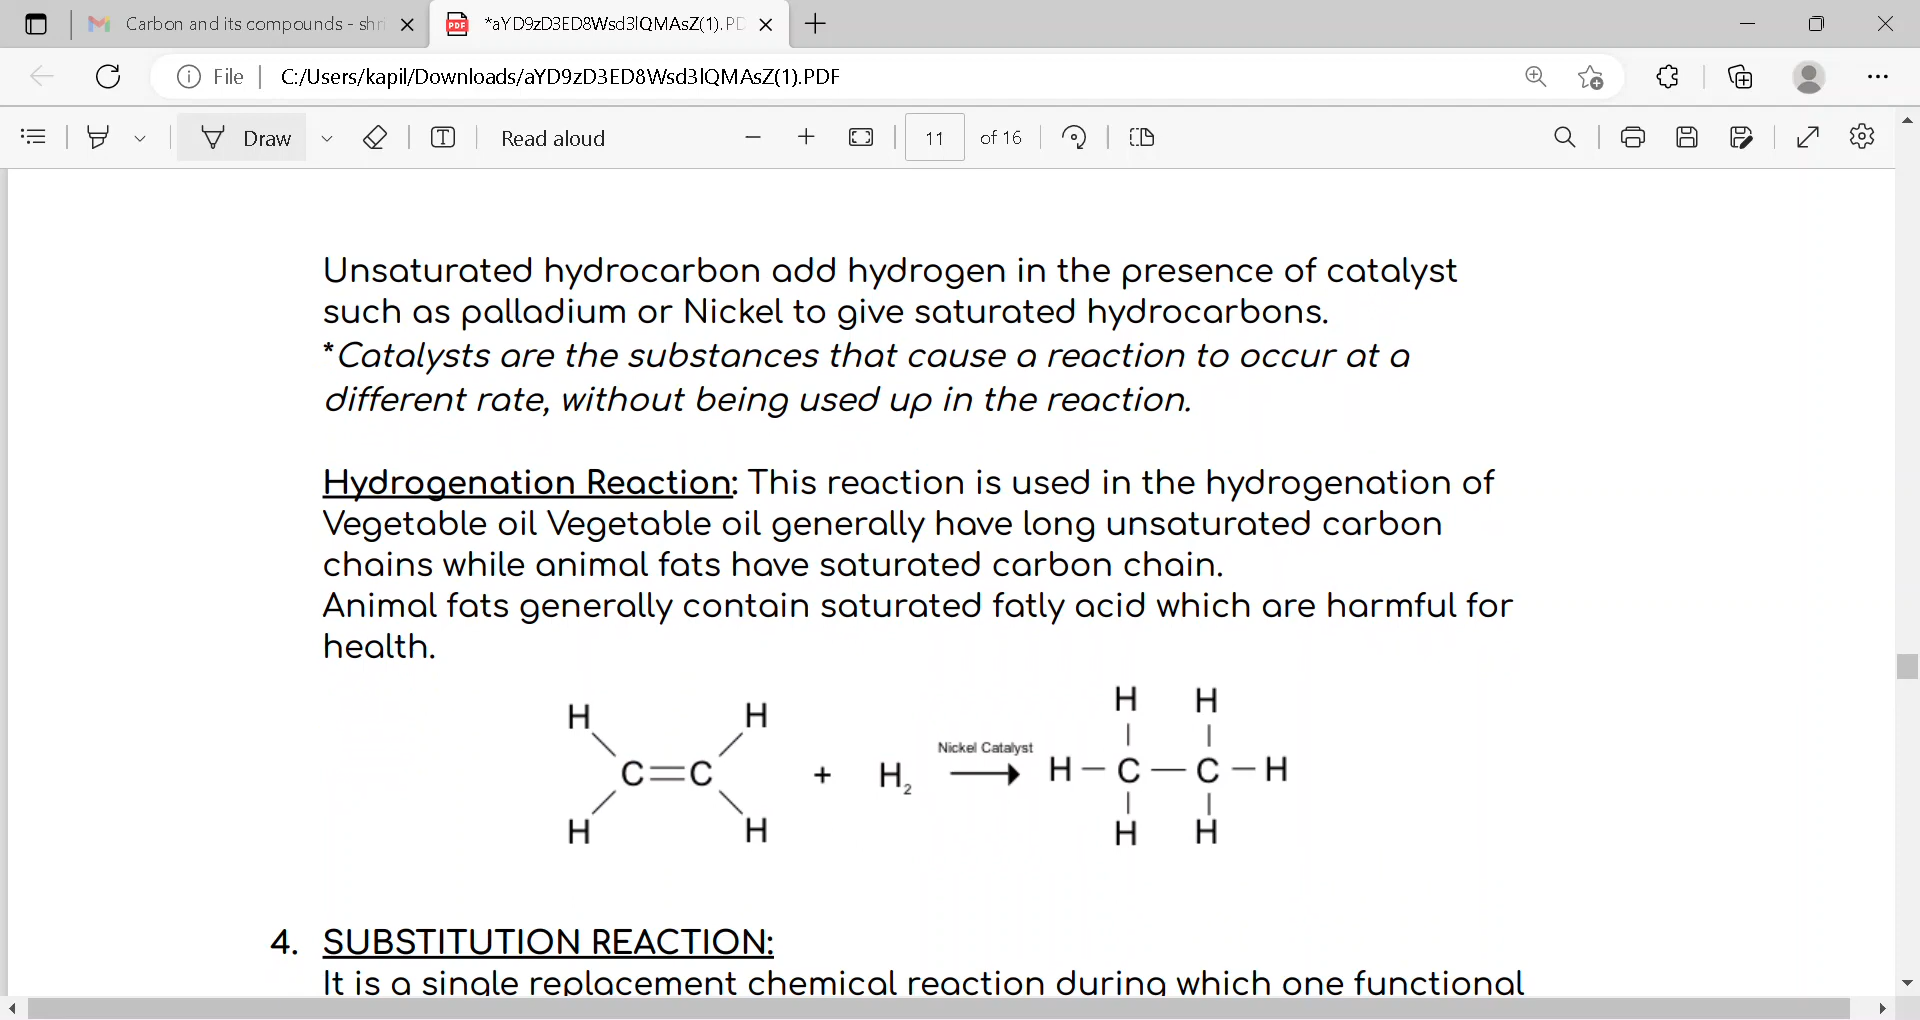 Carbon and its compounds - shri
*aYD9zD3ED8Wsd3lQMAsZ(1).PD
File
C:/Users/kapil/Downloads/aYD9zD3ED8Wsd3lQMAsZ(1).PDF
Draw
Read aloud
11 of 16
Unsaturated hydrocarbon add hydrogen in the presence of catalyst
such as palladium or Nickel to give saturated hydrocarbons.
*Catalysts are the substances that cause a reaction to occur at a
different rate, without being used up in the reaction.
Hydrogenation Reaction: This reaction is used in the hydrogenation of
Vegetable oil Vegetable oil generally have long unsaturated carbon
chains while animal fats have saturated carbon chain.
Animal fats generally contain saturated fatly acid which are harmful for
health.
H H H H
Nickel Catalyst
C=C + H₂ → H-C-C-H
H H H H
4. SUBSTITUTION REACTION:
It is a single replacement chemical reaction during which one functional